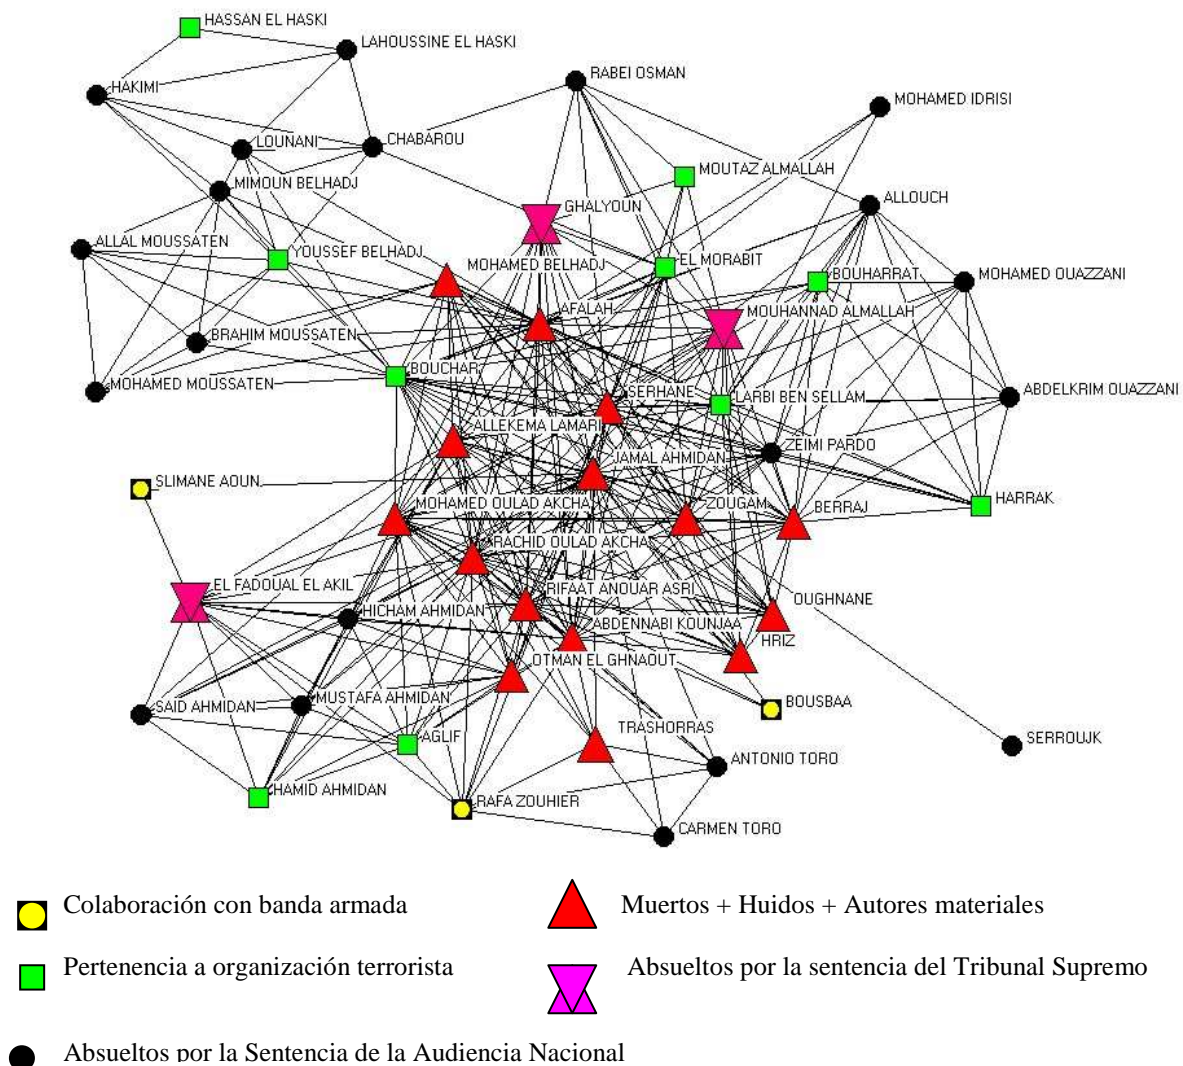 HASSAN EL HASKI
LAHOUSSINE EL HASKI
RABEI OSMAN
HAKIMI
MOHAMED IDRISI
LOUNANI
CHABAROU
MOUTAZ ALMALLAH
MIMOUN BELHADJ
GHALYOUN
ALLOUCH
ALLAL MOUSSATEN
YOUSSEF BELHADJ
MOHAMED BELHADJ
EL MORABIT
BOUHARRAT
MOHAMED OUAZZANI
AFALAH
MOUHANNAD ALMALLAH
BRAHIM MOUSSATEN
BOUCHAR
MOHAMED MOUSSATEN
SERHANE
LARBI BEN SELLAM
ABDELKRIM OUAZZANI
ALLEKEMA LAMARI
ZEIMI PARDO
JAMAL AHMIDAN
SLIMANE AOUN
MOHAMED OULAD AKCHA
ZOUGAM
BERRAJ
HARRAK
RACHID OULAD AKCHA
EL FADOUAL EL AKIL
RIFAAT ANOUAR ASRI
OUGHNANE
HICHAM AHMIDAN
ABDENNABI KOUNJAA
HRIZ
OTMAN EL GHNAOUT
SAID AHMIDAN
MUSTAFA AHMIDAN
BOUSBAA
AGLIF
TRASHORRAS
SERROUJK
ANTONIO TORO
HAMID AHMIDAN
RAFA ZOUHIER
CARMEN TORO
Colaboración con banda armada
Muertos + Huidos + Autores materiales
Pertenencia a organización terrorista
Absueltos por la sentencia del Tribunal Supremo
Absueltos por la Sentencia de la Audiencia Nacional